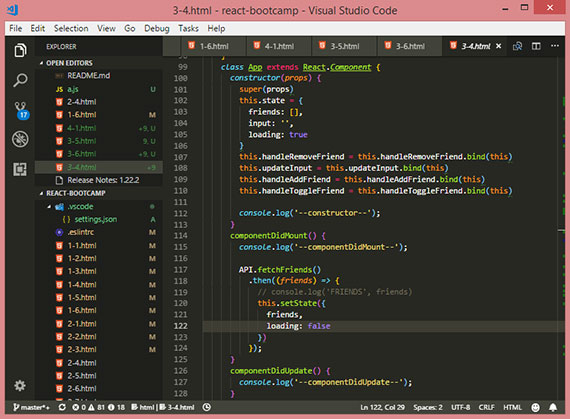 3-4.html - react-bootcamp - Visual Studio Code
File Edit Selection View Go Debug Tasks Help
EXPLORER
OPEN EDITORS
README.md
a.js U
2-4.html
1-6.html M
4-1.html +9, U
3-5.html 9, U
3-6.html +9, U
3-4.html +9
Release Notes: 1.22.2
REACT-BOOTCAMP
.vscode
{ } settings.json A
.eslintrc M
1-1.html M
1-2.html M
1-3.html M
1-4.html M
1-5.html M
1-6.html M
2-1.html M
2-2.html M
2-3.html M
2-4.html
2-5.html
2-6.html
2-7.html
1-6.html 4-1.html 3-5.html 3-6.html 3-4.html
99 class App extends React.Component {
100 constructor(props) {
101 super(props)
102 this.state = {
103 friends: [],
104 input: '',
105 loading: true
106 }
107 this.handleRemoveFriend = this.handleRemoveFriend.bind(this)
108 this.updateInput = this.updateInput.bind(this)
109 this.handleAddFriend = this.handleAddFriend.bind(this)
110 this.handleToggleFriend = this.handleToggleFriend.bind(this)
111
112 console.log('--constructor--');
113 }
114 componentDidMount() {
115 console.log('--componentDidMount--');
116
117 API.fetchFriends()
118 .then((friends) => {
119 // console.log('FRIENDS', friends)
120 this.setState({
121 friends,
122 loading: false
123 })
124 });
125 }
126 componentDidUpdate() {
127 console.log('--componentDidUpdate--');
128 }
17
master*+ 0 81 18 html 3-4.html Ln 122, Col 29 Spaces: 2 UTF-8 CRLF HTML